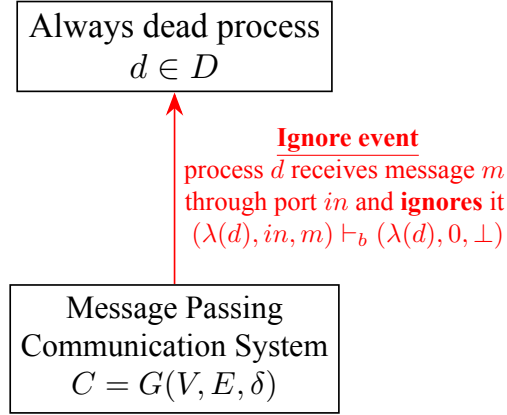 Always dead process
d ∈ D
Ignore event
process d receives message m
through port in and ignores it
(λ(d), in, m) ⊢_b (λ(d), 0, ⊥)
Message Passing
Communication System
C = G(V, E, δ)